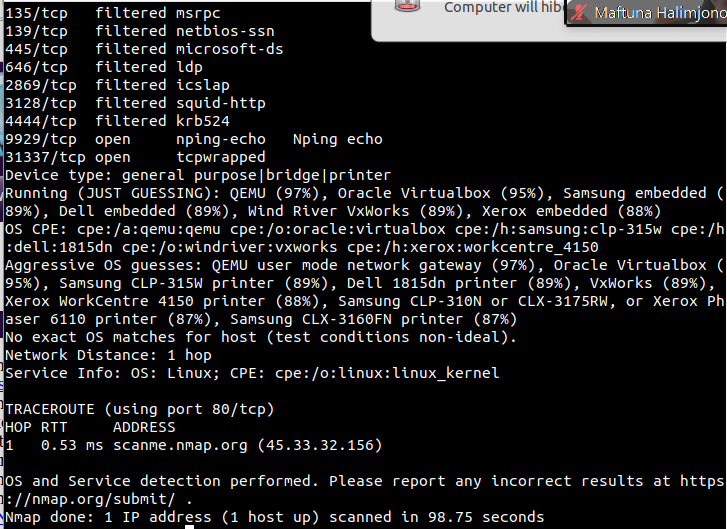 Computer will hibe
Maftuna Halimjono
135/tcp filtered msrpc
139/tcp filtered netbios-ssn
445/tcp filtered microsoft-ds
646/tcp filtered ldp
2869/tcp filtered icslap
3128/tcp filtered squid-http
4444/tcp filtered krb524
9929/tcp open nping-echo Nping echo
31337/tcp open tcpwrapped
Device type: general purpose|bridge|printer
Running (JUST GUESSING): QEMU (97%), Oracle Virtualbox (95%), Samsung embedded (
89%), Dell embedded (89%), Wind River VxWorks (89%), Xerox embedded (88%)
OS CPE: cpe:/a:qemu:qemu cpe:/o:oracle:virtualbox cpe:/h:samsung:clp-315w cpe:/h
:dell:1815dn cpe:/o:windriver:vxworks cpe:/h:xerox:workcentre_4150
Aggressive OS guesses: QEMU user mode network gateway (97%), Oracle Virtualbox (
95%), Samsung CLP-315W printer (89%), Dell 1815dn printer (89%), VxWorks (89%),
Xerox WorkCentre 4150 printer (88%), Samsung CLP-310N or CLX-3175RW, or Xerox Ph
aser 6110 printer (87%), Samsung CLX-3160FN printer (87%)
No exact OS matches for host (test conditions non-ideal).
Network Distance: 1 hop
Service Info: OS: Linux; CPE: cpe:/o:linux:linux_kernel
TRACEROUTE (using port 80/tcp)
HOP RTT ADDRESS
1 0.53 ms scanme.nmap.org (45.33.32.156)
OS and Service detection performed. Please report any incorrect results at https
://nmap.org/submit/ .
Nmap done: 1 IP address (1 host up) scanned in 98.75 seconds